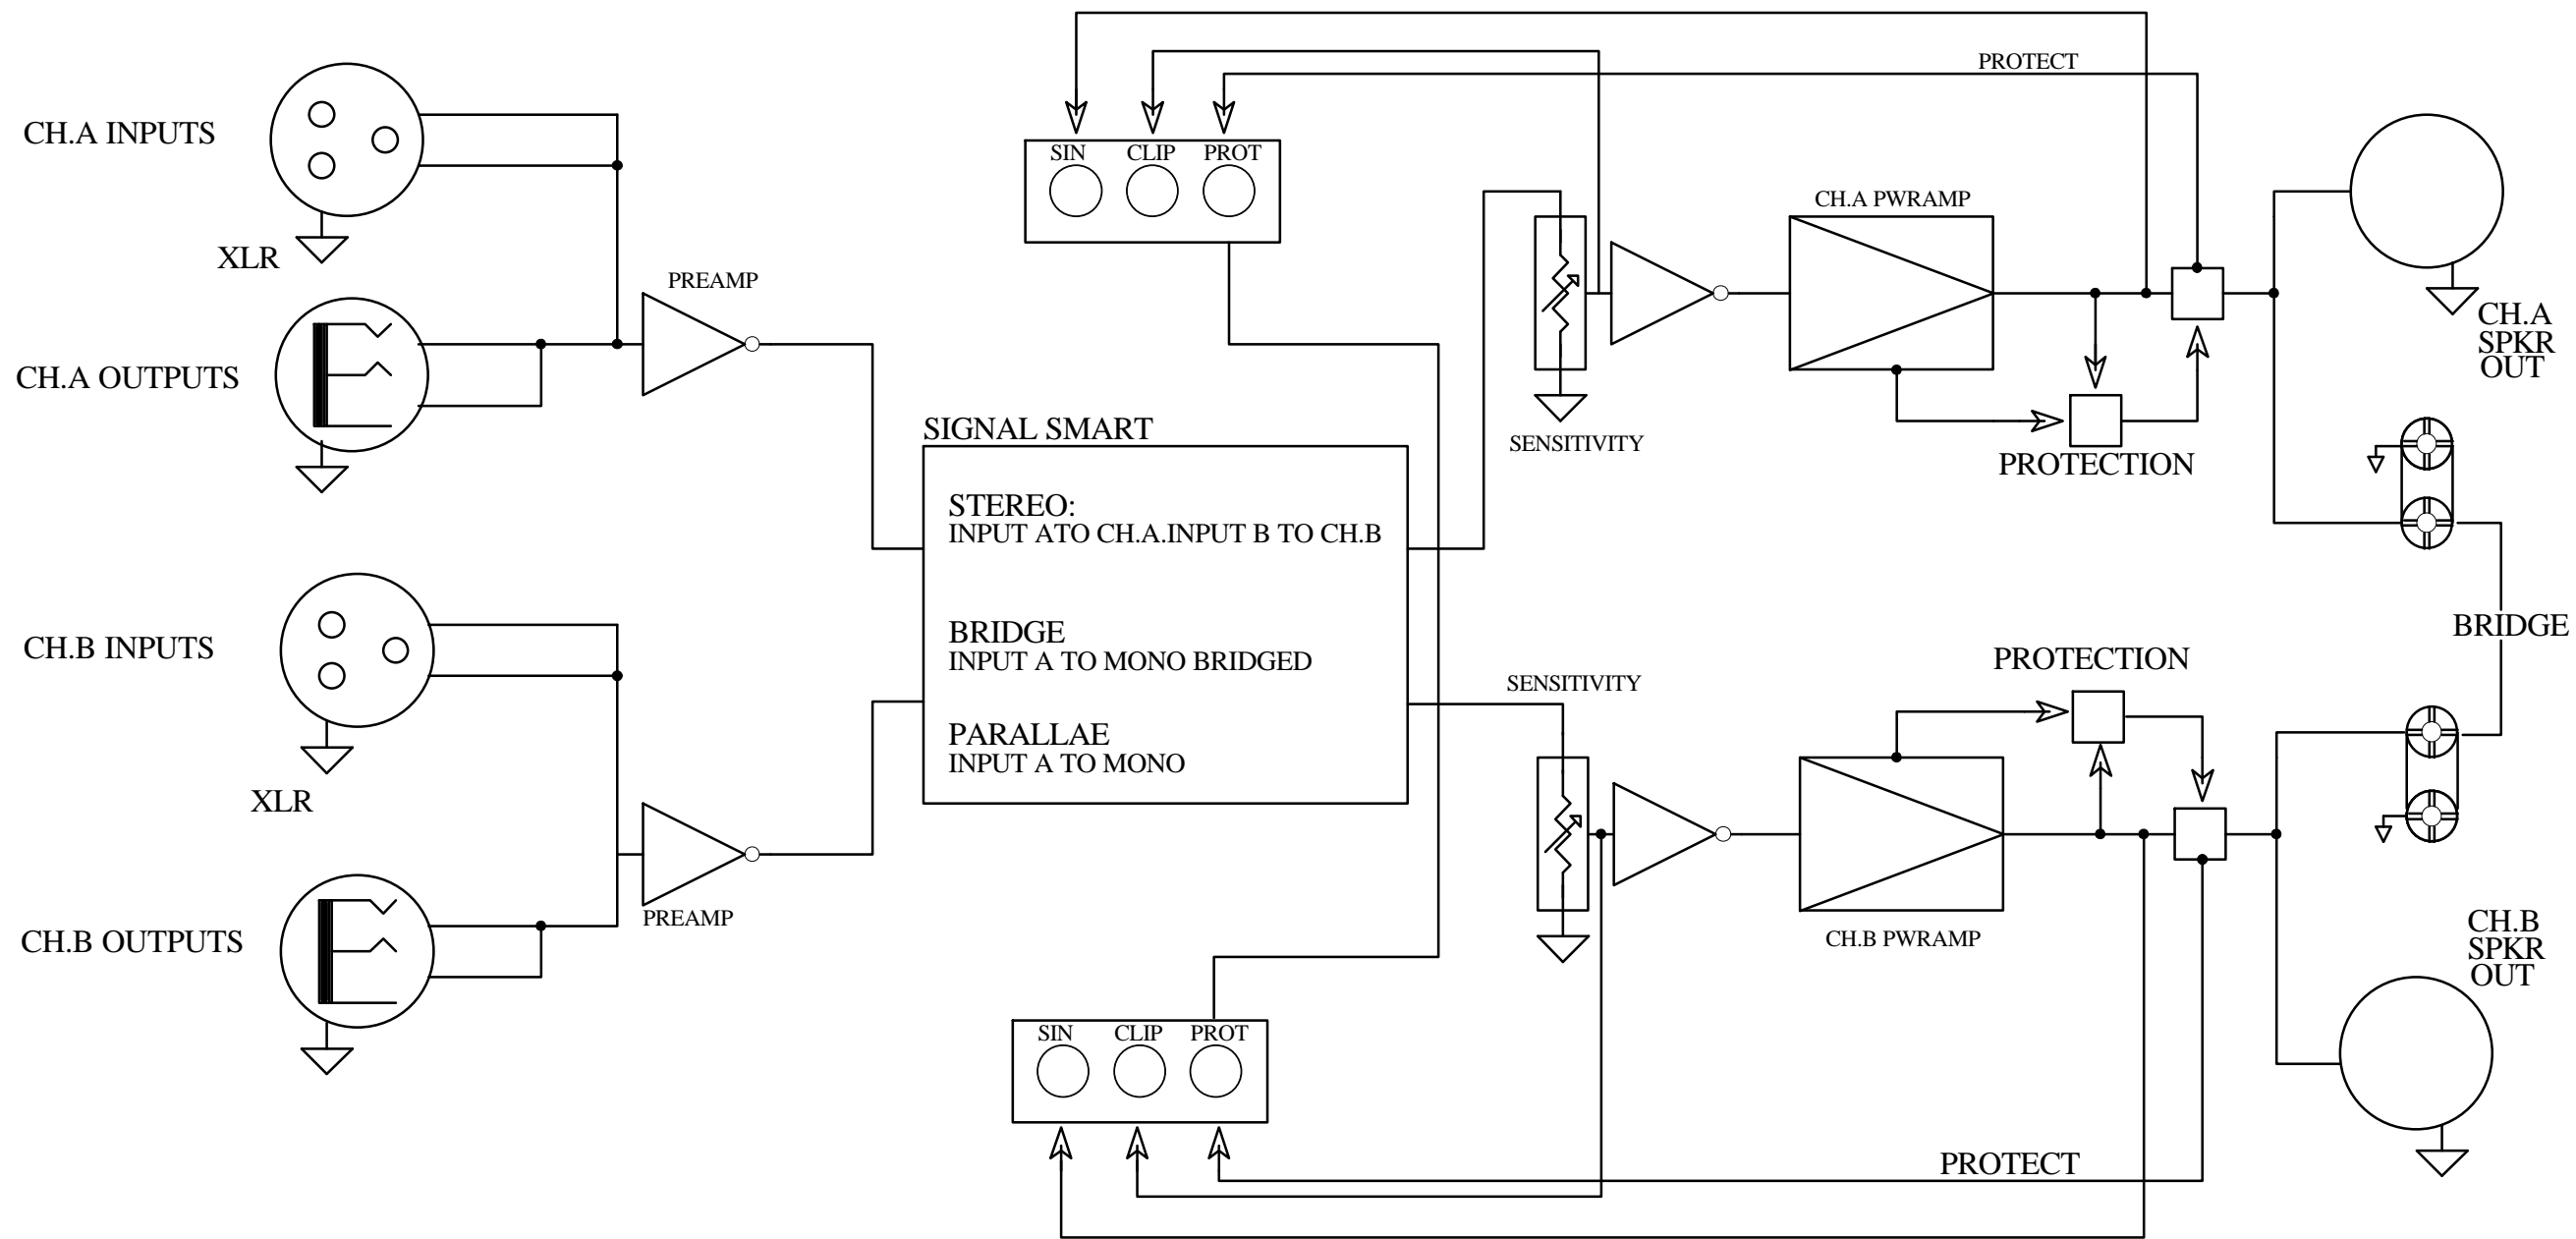 PROTECT
CH.A INPUTS
XLR
SIN CLIP PROT
CH.A PWRAMP
PREAMP
CH.A OUTPUTS
CH.A
SPKR
OUT
SENSITIVITY
PROTECTION
SIGNAL SMART
STEREO:
INPUT ATO CH.A.INPUT B TO CH.B
BRIDGE
INPUT A TO MONO BRIDGED
PARALLAE
INPUT A TO MONO
BRIDGE
CH.B INPUTS
XLR
PROTECTION
SENSITIVITY
PREAMP
CH.B OUTPUTS
CH.B PWRAMP
CH.B
SPKR
OUT
SIN CLIP PROT
PROTECT